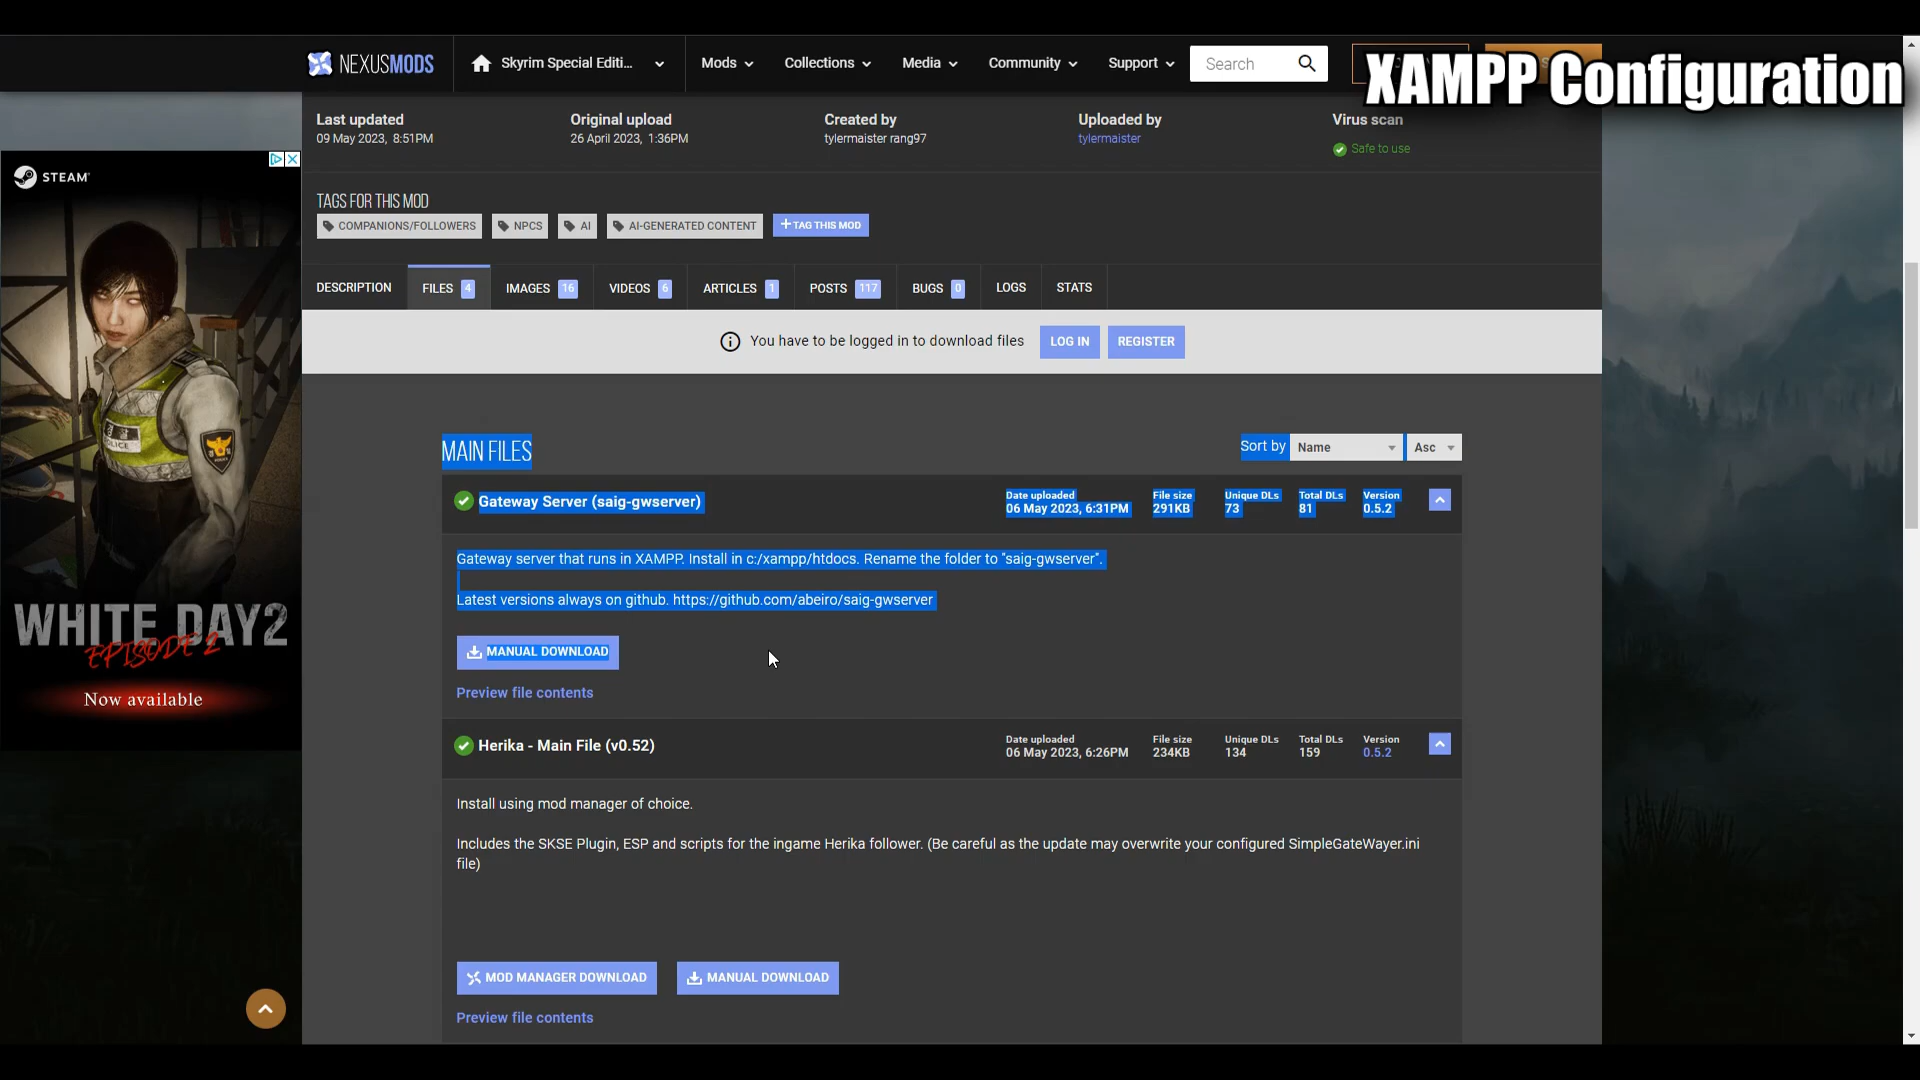 NEXUSMODS
Skyrim Special Editi...
Mods
Collections
Media
Community
Support
Search
XAMPP Configuration
Last updated
09 May 2023, 8:51PM
Original upload
26 April 2023, 1:36PM
Created by
tylermaister rang97
Uploaded by
tylermaister
Virus scan
Safe to use
STEAM
TAGS FOR THIS MOD
COMPANIONS/FOLLOWERS
NPCS
AI
AI-GENERATED CONTENT
+TAG THIS MOD
DESCRIPTION
FILES 4
IMAGES 16
VIDEOS 6
ARTICLES 1
POSTS 117
BUGS 0
LOGS
STATS
You have to be logged in to download files
LOG IN
REGISTER
MAIN FILES
Sort by
Name
Asc
Gateway Server (saig-gwserver)
Date uploaded
06 May 2023, 6:31PM
File size
291KB
Unique DLs
73
Total DLs
81
Version
0.5.2
Gateway server that runs in XAMPP. Install in c:/xampp/htdocs. Rename the folder to "saig-gwserver".
Latest versions always on github. https://github.com/abeiro/saig-gwserver
MANUAL DOWNLOAD
Preview file contents
POLICE
WHITE DAY2
EPISODE 2
Now available
Herika - Main File (v0.52)
Date uploaded
06 May 2023, 6:26PM
File size
234KB
Unique DLs
134
Total DLs
159
Version
0.5.2
Install using mod manager of choice.
Includes the SKSE Plugin, ESP and scripts for the ingame Herika follower. (Be careful as the update may overwrite your configured SimpleGateWayer.ini
file)
MOD MANAGER DOWNLOAD
MANUAL DOWNLOAD
Preview file contents